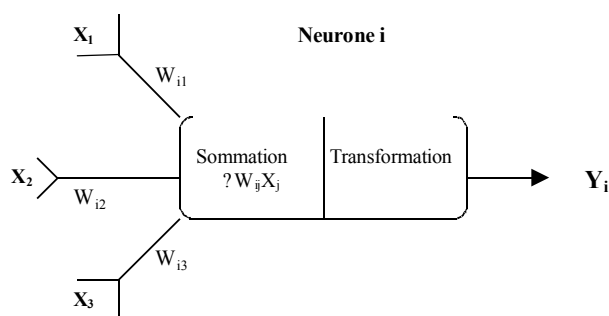 X1
Neurone i
Wi1
Sommation
?WijXj
Transformation
X2
Wi2
Yi
Wi3
X3